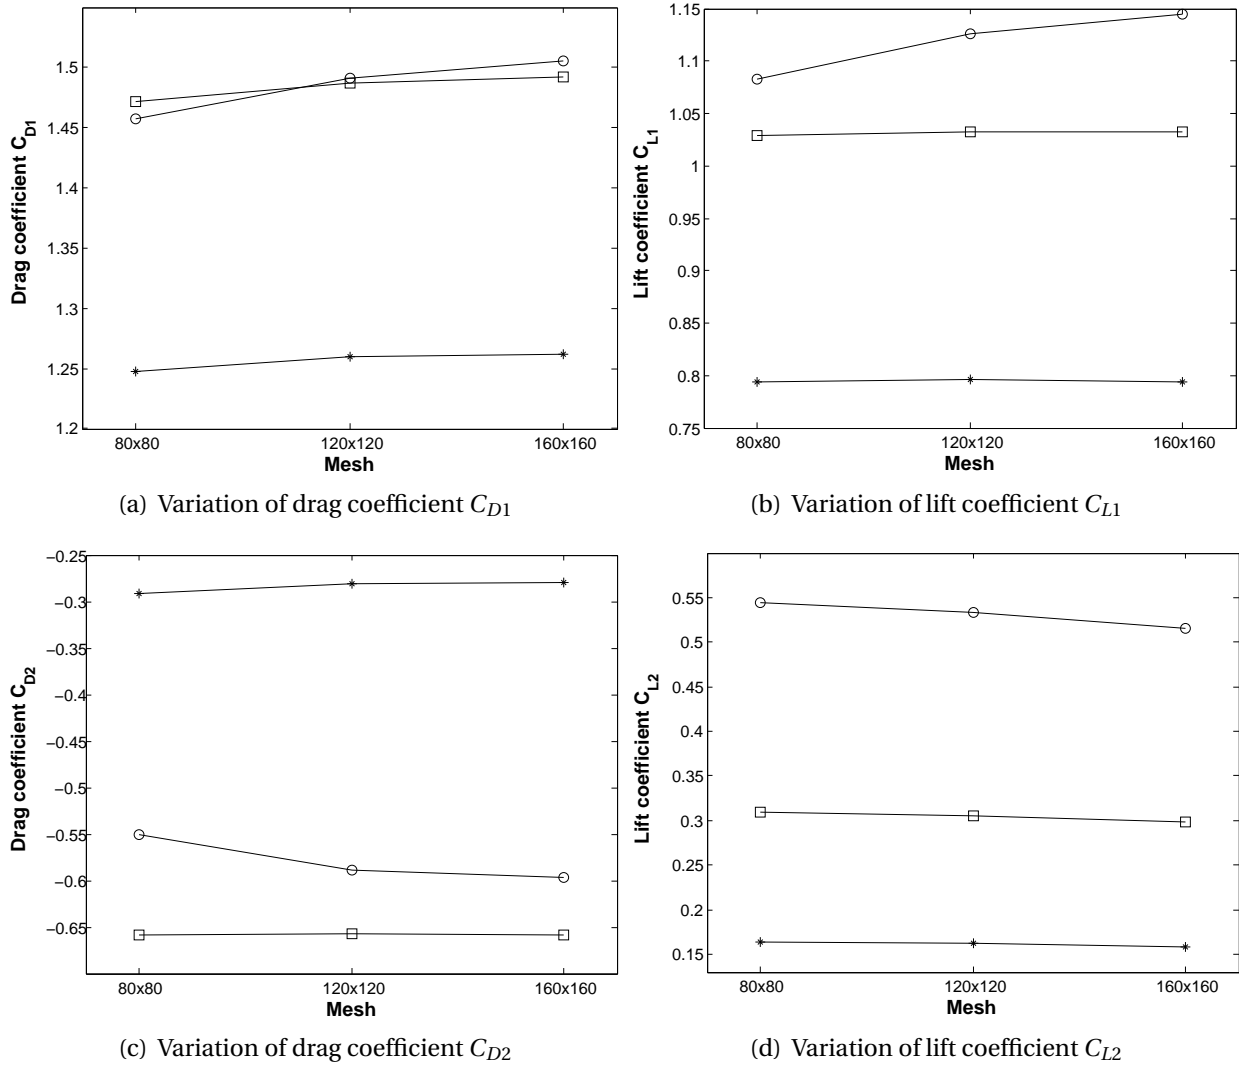 Drag coefficient C_D1
1.5
1.45
1.4
1.35
1.3
1.25
1.2
80x80 120x120 160x160
Mesh
(a) Variation of drag coefficient C_D1
Lift coefficient C_L1
1.15
1.1
1.05
1
0.95
0.9
0.85
0.8
0.75
80x80 120x120 160x160
Mesh
(b) Variation of lift coefficient C_L1
Drag coefficient C_D2
−0.25
−0.3
−0.35
−0.4
−0.45
−0.5
−0.55
−0.6
−0.65
80x80 120x120 160x160
Mesh
(c) Variation of drag coefficient C_D2
Lift coefficient C_L2
0.55
0.5
0.45
0.4
0.35
0.3
0.25
0.2
0.15
80x80 120x120 160x160
Mesh
(d) Variation of lift coefficient C_L2